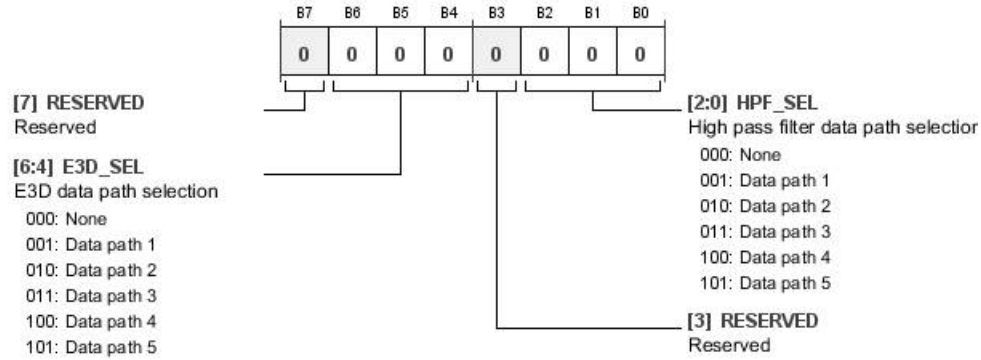 B7 B6 B5 B4 B3 B2 B1 B0
0 0 0 0 0 0 0 0
[7] RESERVED
Reserved
[6:4] E3D_SEL
E3D data path selection
000: None
001: Data path 1
010: Data path 2
011: Data path 3
100: Data path 4
101: Data path 5
[2:0] HPF_SEL
High pass filter data path selection
000: None
001: Data path 1
010: Data path 2
011: Data path 3
100: Data path 4
101: Data path 5
[3] RESERVED
Reserved